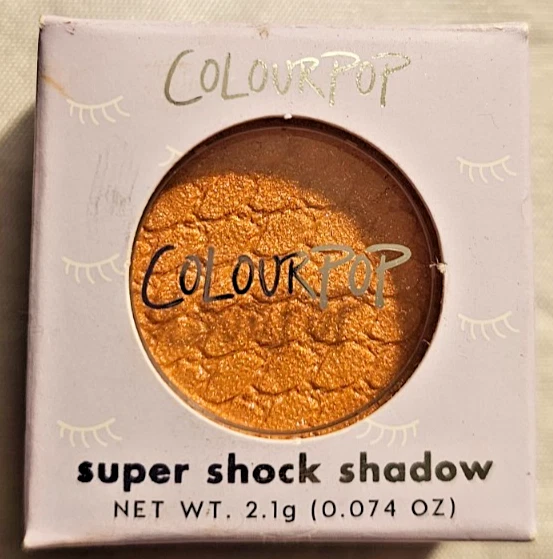 COLOURPOP
COLOURPOP
super shock shadow
NET WT. 2.1g (0.074 OZ)